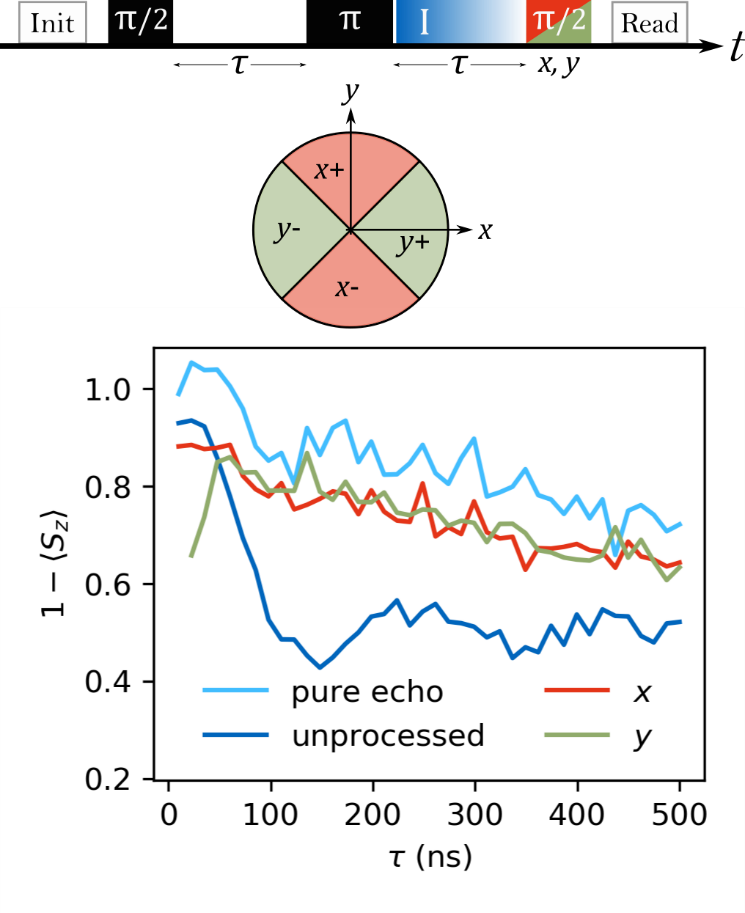 Init π/2 π I π/2 Read
τ τ x, y t
y
x+
y- y+ x
x-
1.0
0.8
0.6
0.4
0.2
1 − ⟨S_z⟩
pure echo x
unprocessed y
0 100 200 300 400 500
τ (ns)